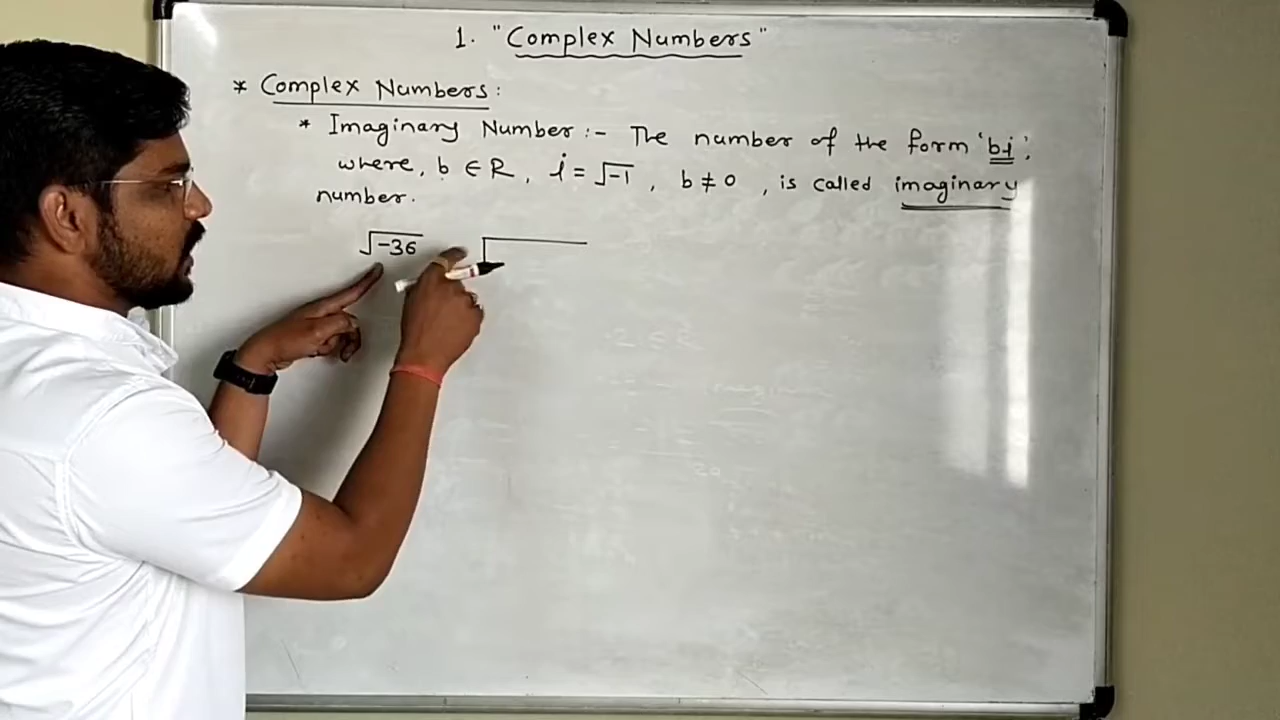 1. "Complex Numbers"
* Complex Numbers:
* Imaginary Number :- The number of the form 'bi',
where, b ∈ R, i = √-1, b ≠ 0, is called imaginary
number.
√-36